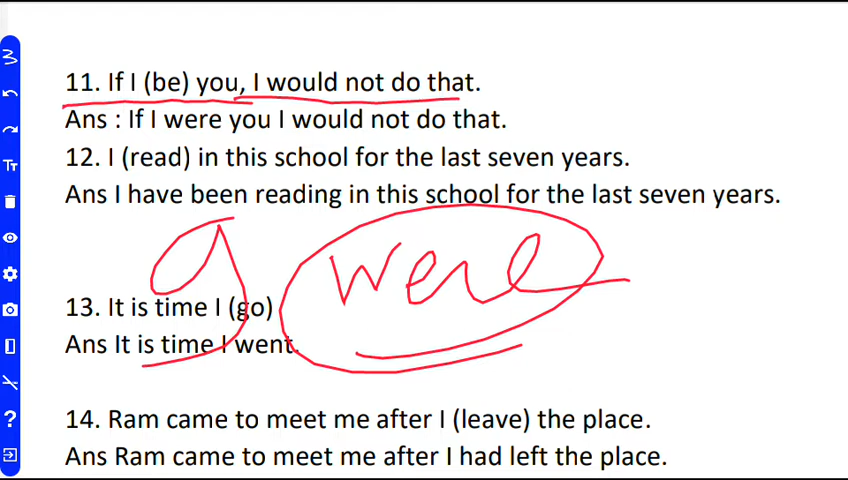 11. If I (be) you, I would not do that.
Ans : If I were you I would not do that.
12. I (read) in this school for the last seven years.
Ans I have been reading in this school for the last seven years.
were
13. It is time I (go)
Ans It is time I went.
14. Ram came to meet me after I (leave) the place.
Ans Ram came to meet me after I had left the place.